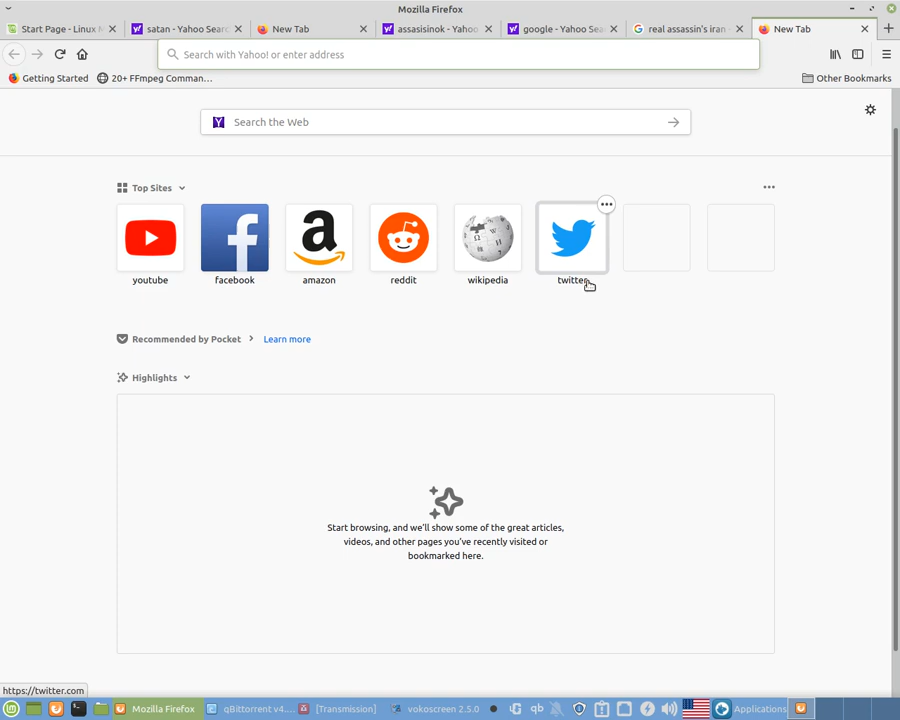 Mozilla Firefox
Start Page - Linux M
satan - Yahoo Searc
New Tab
assasisinok - Yahoo
google - Yahoo Sea
real assassin's iran
New Tab
Search with Yahoo! or enter address
Getting Started
20+ FFmpeg Comman...
Other Bookmarks
Search the Web
Top Sites
youtube
facebook
amazon
reddit
wikipedia
twitter
Recommended by Pocket
Learn more
Highlights
Start browsing, and we'll show some of the great articles,
videos, and other pages you've recently visited or
bookmarked here.
https://twitter.com
Mozilla Firefox
qBittorrent v4....
[Transmission]
vokoscreen 2.5.0
Applications